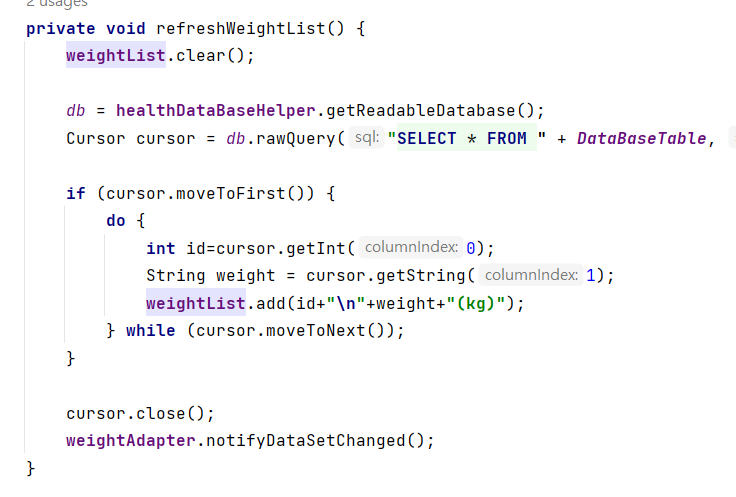 2 usages
private void refreshWeightList() {
weightList.clear();
db = healthDataBaseHelper.getReadableDatabase();
Cursor cursor = db.rawQuery( sql: "SELECT * FROM " + DataBaseTable,
if (cursor.moveToFirst()) {
do {
int id=cursor.getInt( columnIndex: 0);
String weight = cursor.getString( columnIndex: 1);
weightList.add(id+"\n"+weight+"(kg)");
} while (cursor.moveToNext());
}
cursor.close();
weightAdapter.notifyDataSetChanged();
}